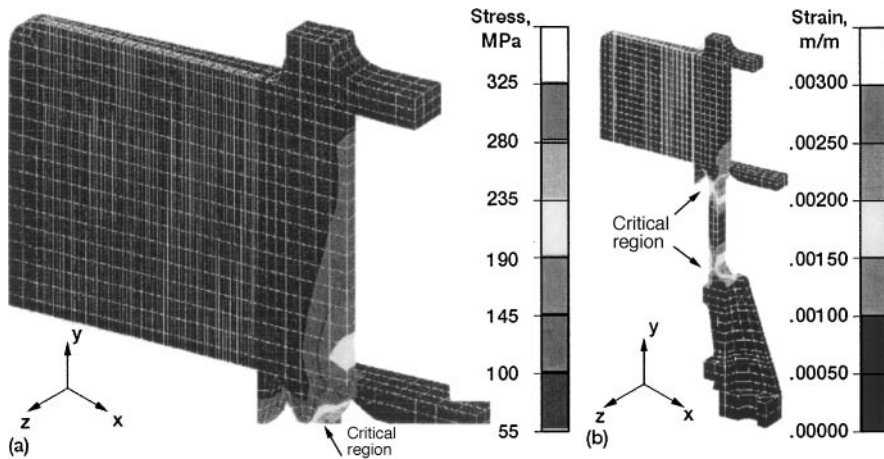 Stress,
MPa
325
280
235
190
145
100
55
y
z
x
(a)
Critical
region
Strain,
m/m
.00300
.00250
.00200
.00150
.00100
.00050
.00000
Critical
region
y
z
x
(b)